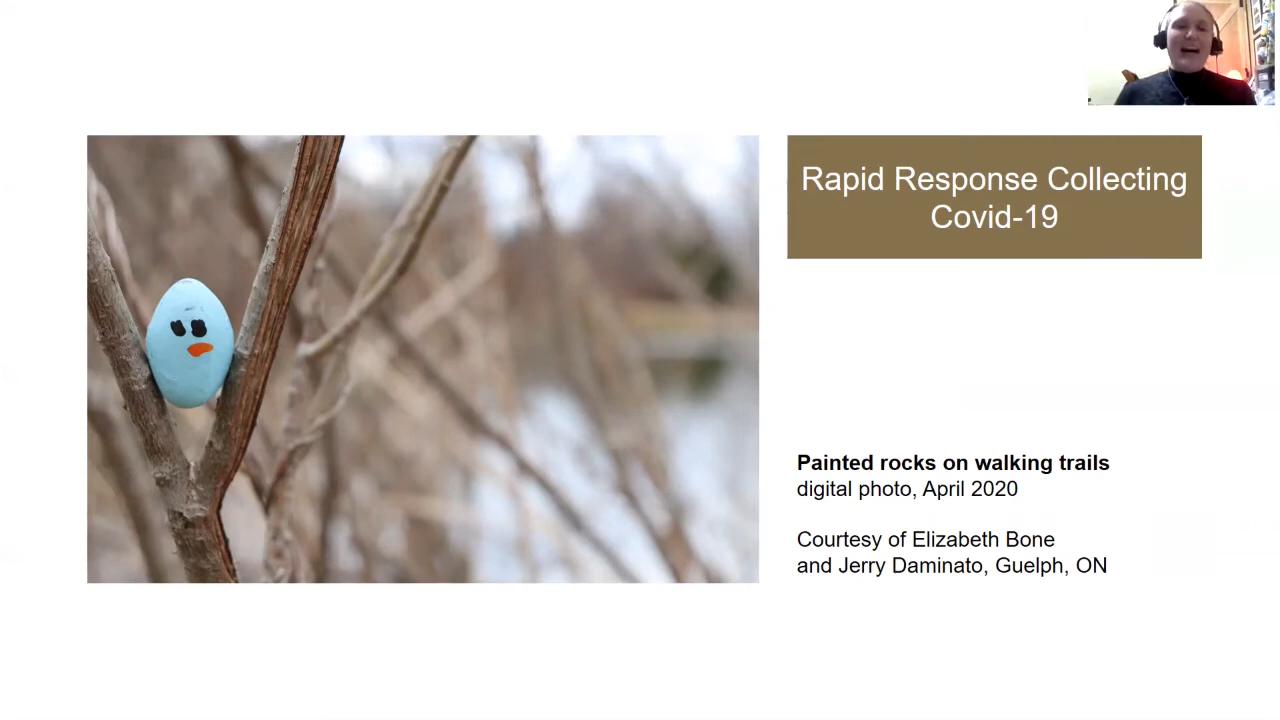 Rapid Response Collecting
Covid-19
Painted rocks on walking trails
digital photo, April 2020
Courtesy of Elizabeth Bone
and Jerry Daminato, Guelph, ON